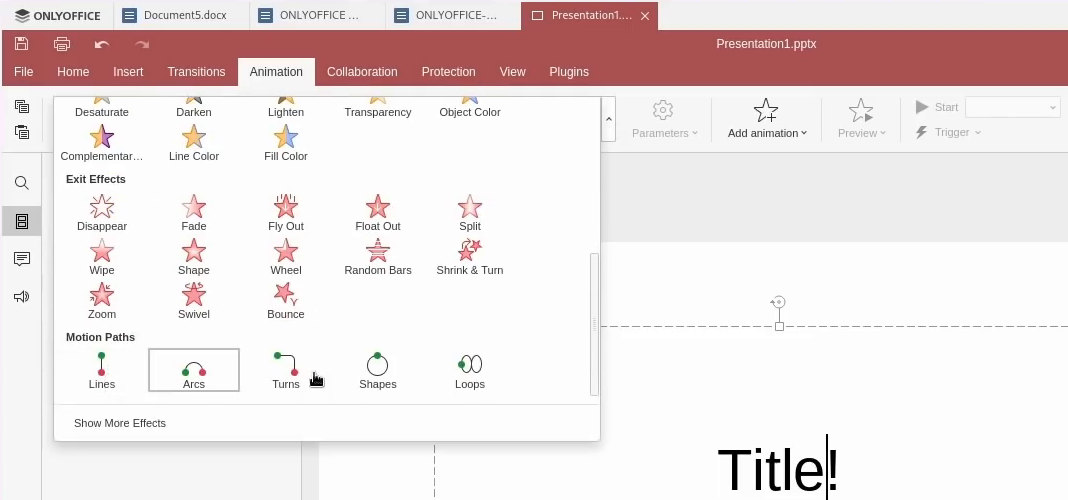 ONLYOFFICE Document5.docx ONLYOFFICE ... ONLYOFFICE-... Presentation1....
Presentation1.pptx
File Home Insert Transitions Animation Collaboration Protection View Plugins
Desaturate Darken Lighten Transparency Object Color
Complementar... Line Color Fill Color
Parameters Add animation Preview Start
Trigger
Exit Effects
Disappear Fade Fly Out Float Out Split
Wipe Shape Wheel Random Bars Shrink & Turn
Zoom Swivel Bounce
Motion Paths
Lines Arcs Turns Shapes Loops
Show More Effects
Title!